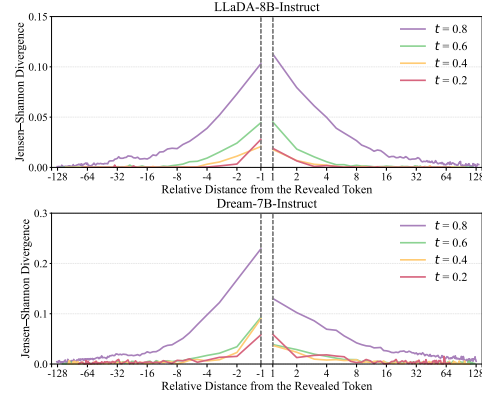 LLaDA-8B-Instruct
Jensen–Shannon Divergence
0.15
0.10
0.05
0.00
t = 0.8
t = 0.6
t = 0.4
t = 0.2
-128 -64 -32 -16 -8 -4 -2 -1 1 2 4 8 16 32 64 128
Relative Distance from the Revealed Token
Dream-7B-Instruct
Jensen–Shannon Divergence
0.3
0.2
0.1
0.0
t = 0.8
t = 0.6
t = 0.4
t = 0.2
-128 -64 -32 -16 -8 -4 -2 -1 1 2 4 8 16 32 64 128
Relative Distance from the Revealed Token